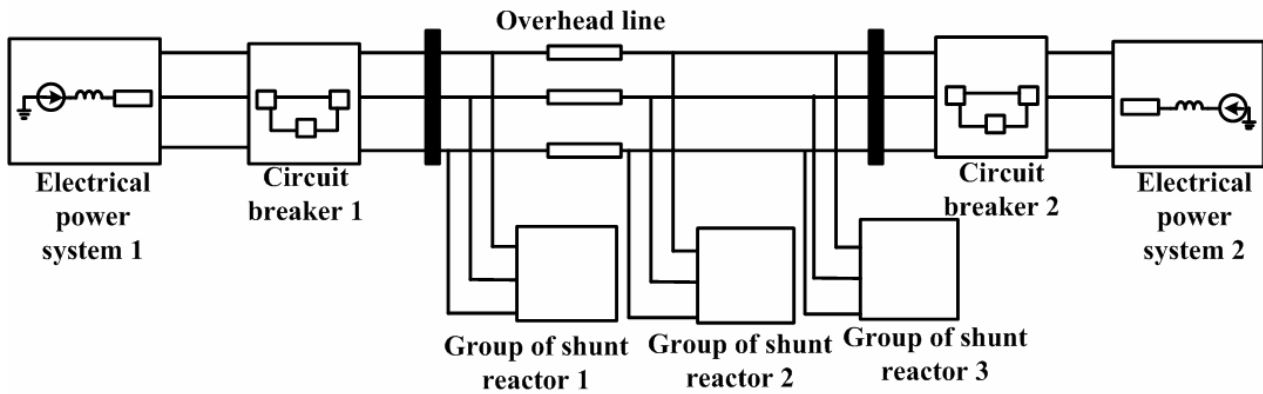 Overhead line
Electrical
power
system 1
Circuit
breaker 1
Circuit
breaker 2
Electrical
power
system 2
Group of shunt
reactor 1
Group of shunt
reactor 2
Group of shunt
reactor 3